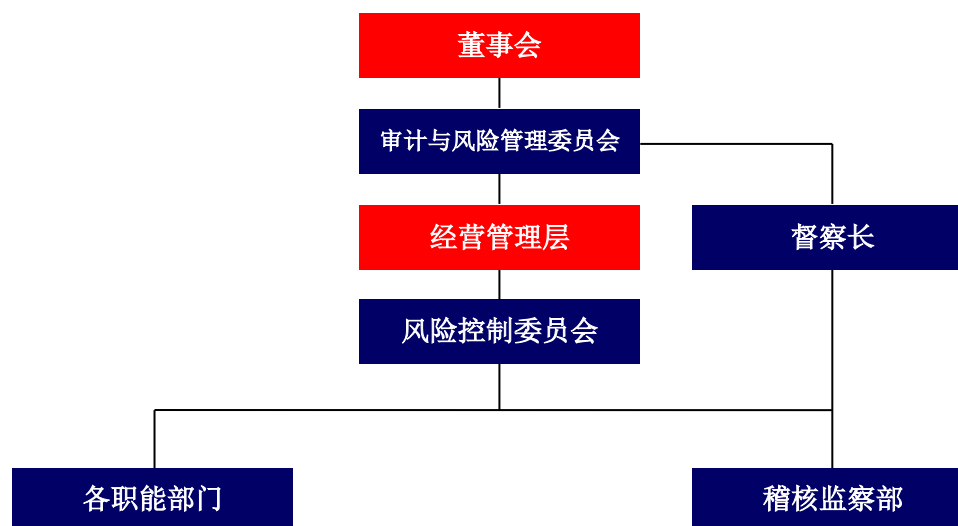 董事会
审计与风险管理委员会
经营管理层
督察长
风险控制委员会
各职能部门
稽核监察部